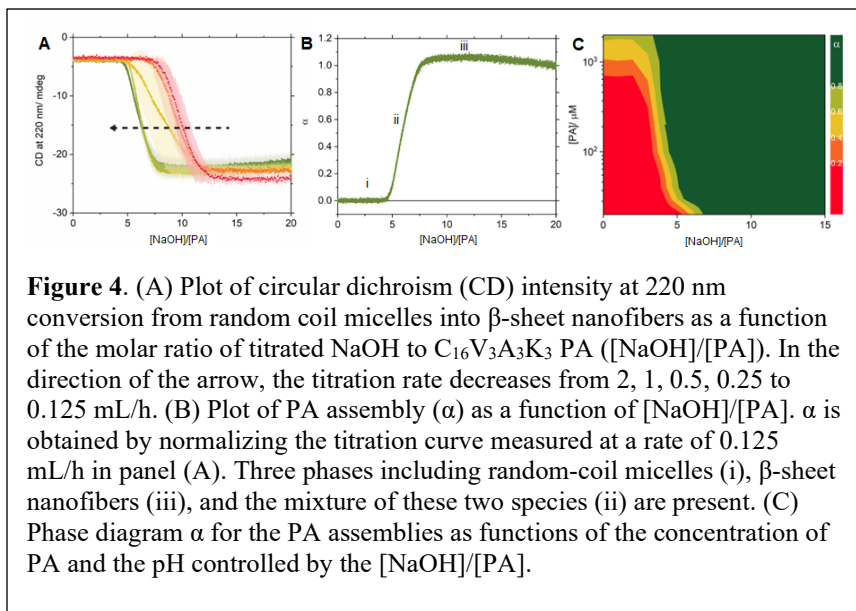 A
B
C
0
-10
-20
-30
CD at 220 nm/ mdeg
0
5
10
15
20
[NaOH]/[PA]
1.2
1.0
0.8
0.6
0.4
0.2
0.0
α
i
ii
iii
0
5
10
15
20
[NaOH]/[PA]
10³
10²
[PA]/ μM
0
5
10
15
[NaOH]/[PA]
α
0.8
0.6
0.4
0.2
Figure 4. (A) Plot of circular dichroism (CD) intensity at 220 nm
conversion from random coil micelles into β-sheet nanofibers as a function
of the molar ratio of titrated NaOH to C₁₆V₃A₃K₃ PA ([NaOH]/[PA]). In the
direction of the arrow, the titration rate decreases from 2, 1, 0.5, 0.25 to
0.125 mL/h. (B) Plot of PA assembly (α) as a function of [NaOH]/[PA]. α is
obtained by normalizing the titration curve measured at a rate of 0.125
mL/h in panel (A). Three phases including random-coil micelles (i), β-sheet
nanofibers (iii), and the mixture of these two species (ii) are present. (C)
Phase diagram α for the PA assemblies as functions of the concentration of
PA and the pH controlled by the [NaOH]/[PA].